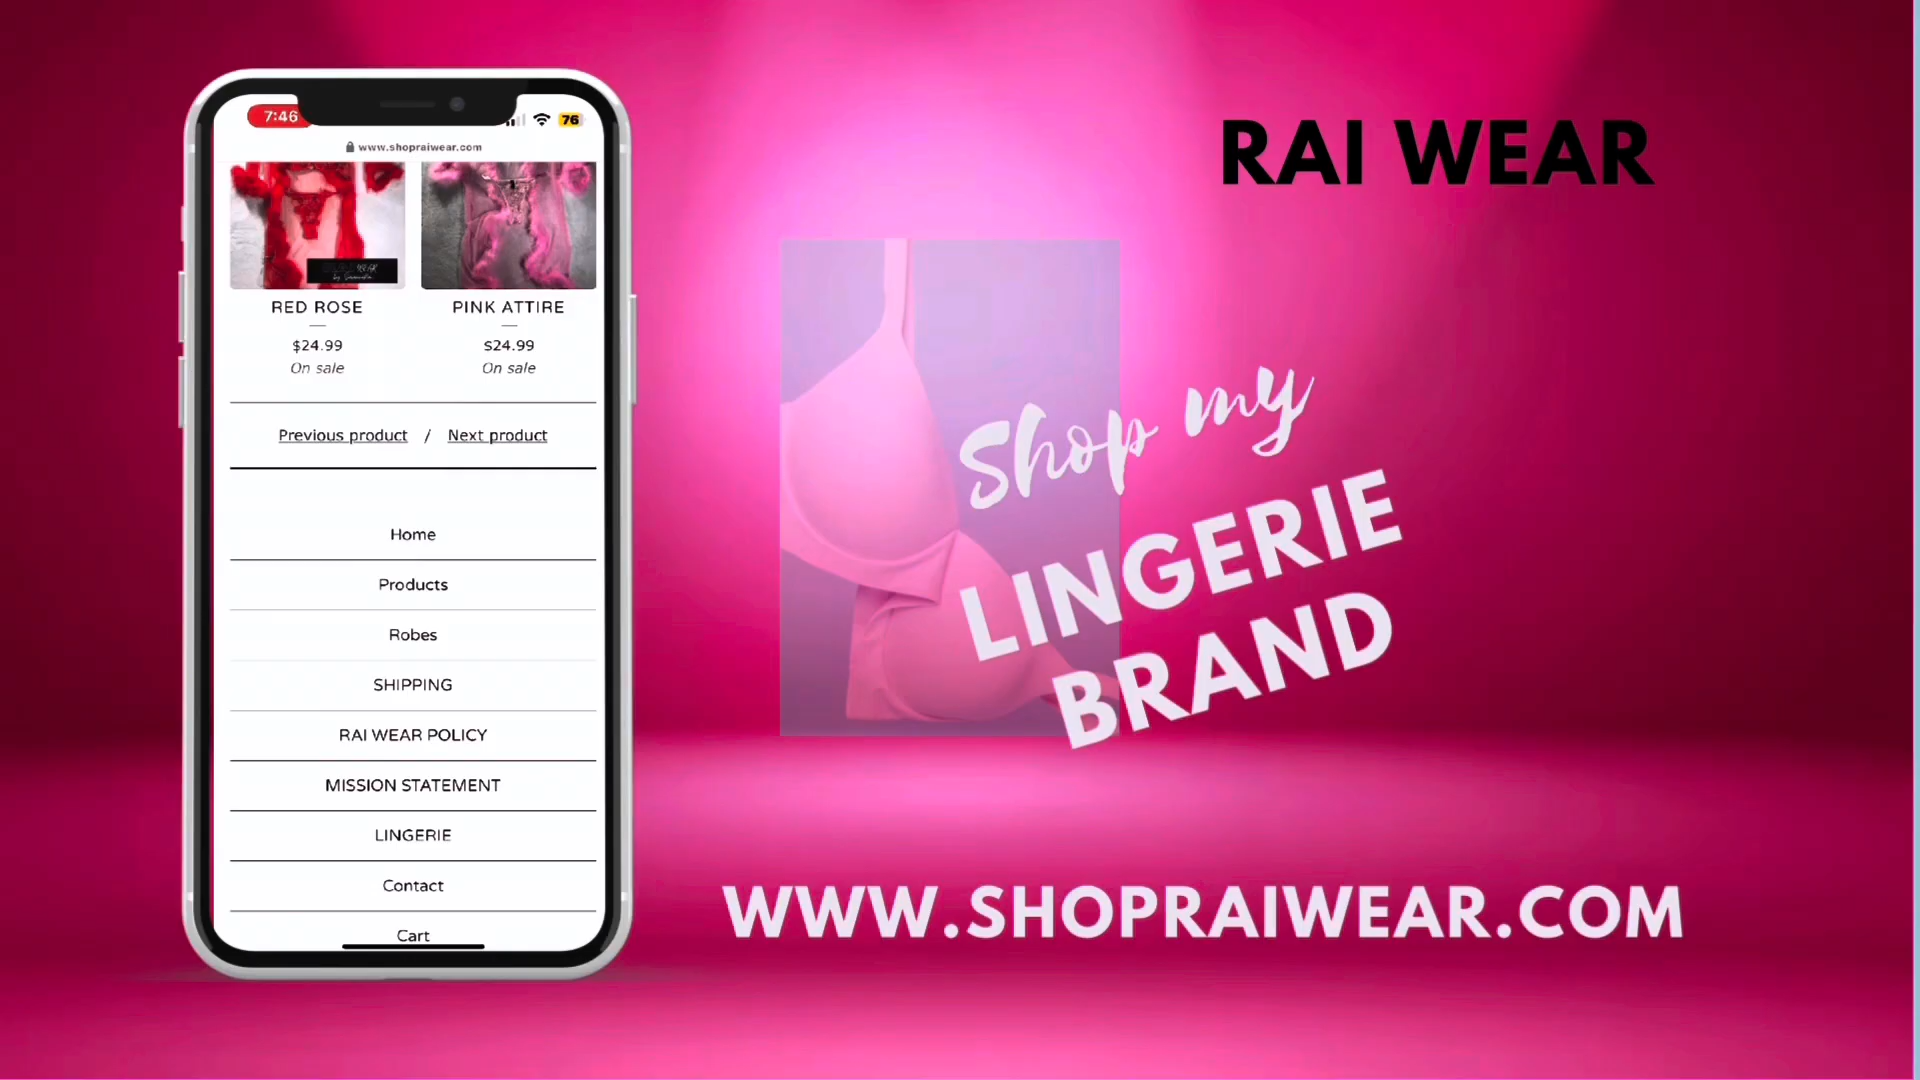 7:46
76
www.shopraiwear.com
RED ROSE
$24.99
On sale
PINK ATTIRE
$24.99
On sale
Previous product / Next product
Home
Products
Robes
SHIPPING
RAI WEAR POLICY
MISSION STATEMENT
LINGERIE
Contact
Cart
RAI WEAR
Shop my
LINGERIE
BRAND
WWW.SHOPRAIWEAR.COM